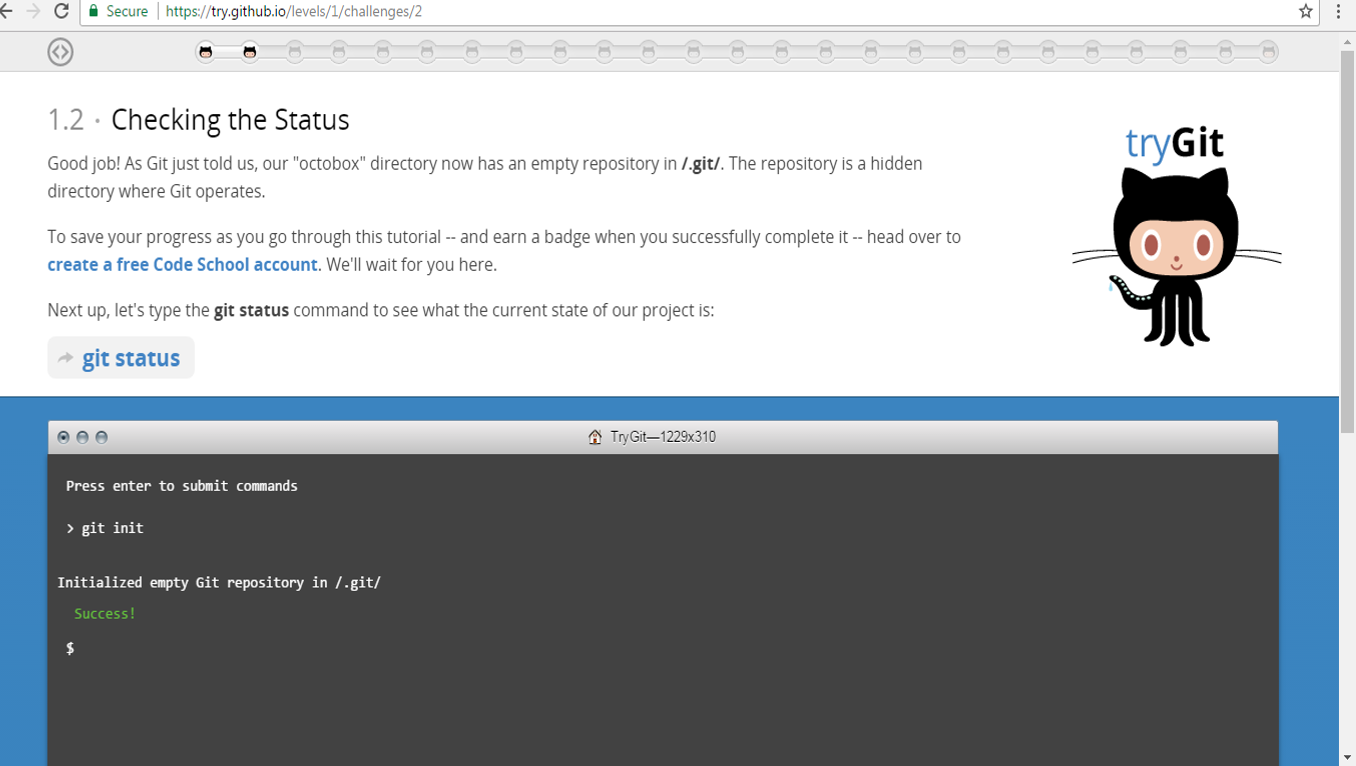 Secure | https://try.github.io/levels/1/challenges/2
1.2 · Checking the Status
tryGit
Good job! As Git just told us, our "octobox" directory now has an empty repository in /.git/. The repository is a hidden
directory where Git operates.
To save your progress as you go through this tutorial -- and earn a badge when you successfully complete it -- head over to
create a free Code School account. We'll wait for you here.
Next up, let's type the git status command to see what the current state of our project is:
git status
TryGit—1229x310
Press enter to submit commands
> git init
Initialized empty Git repository in /.git/
Success!
$